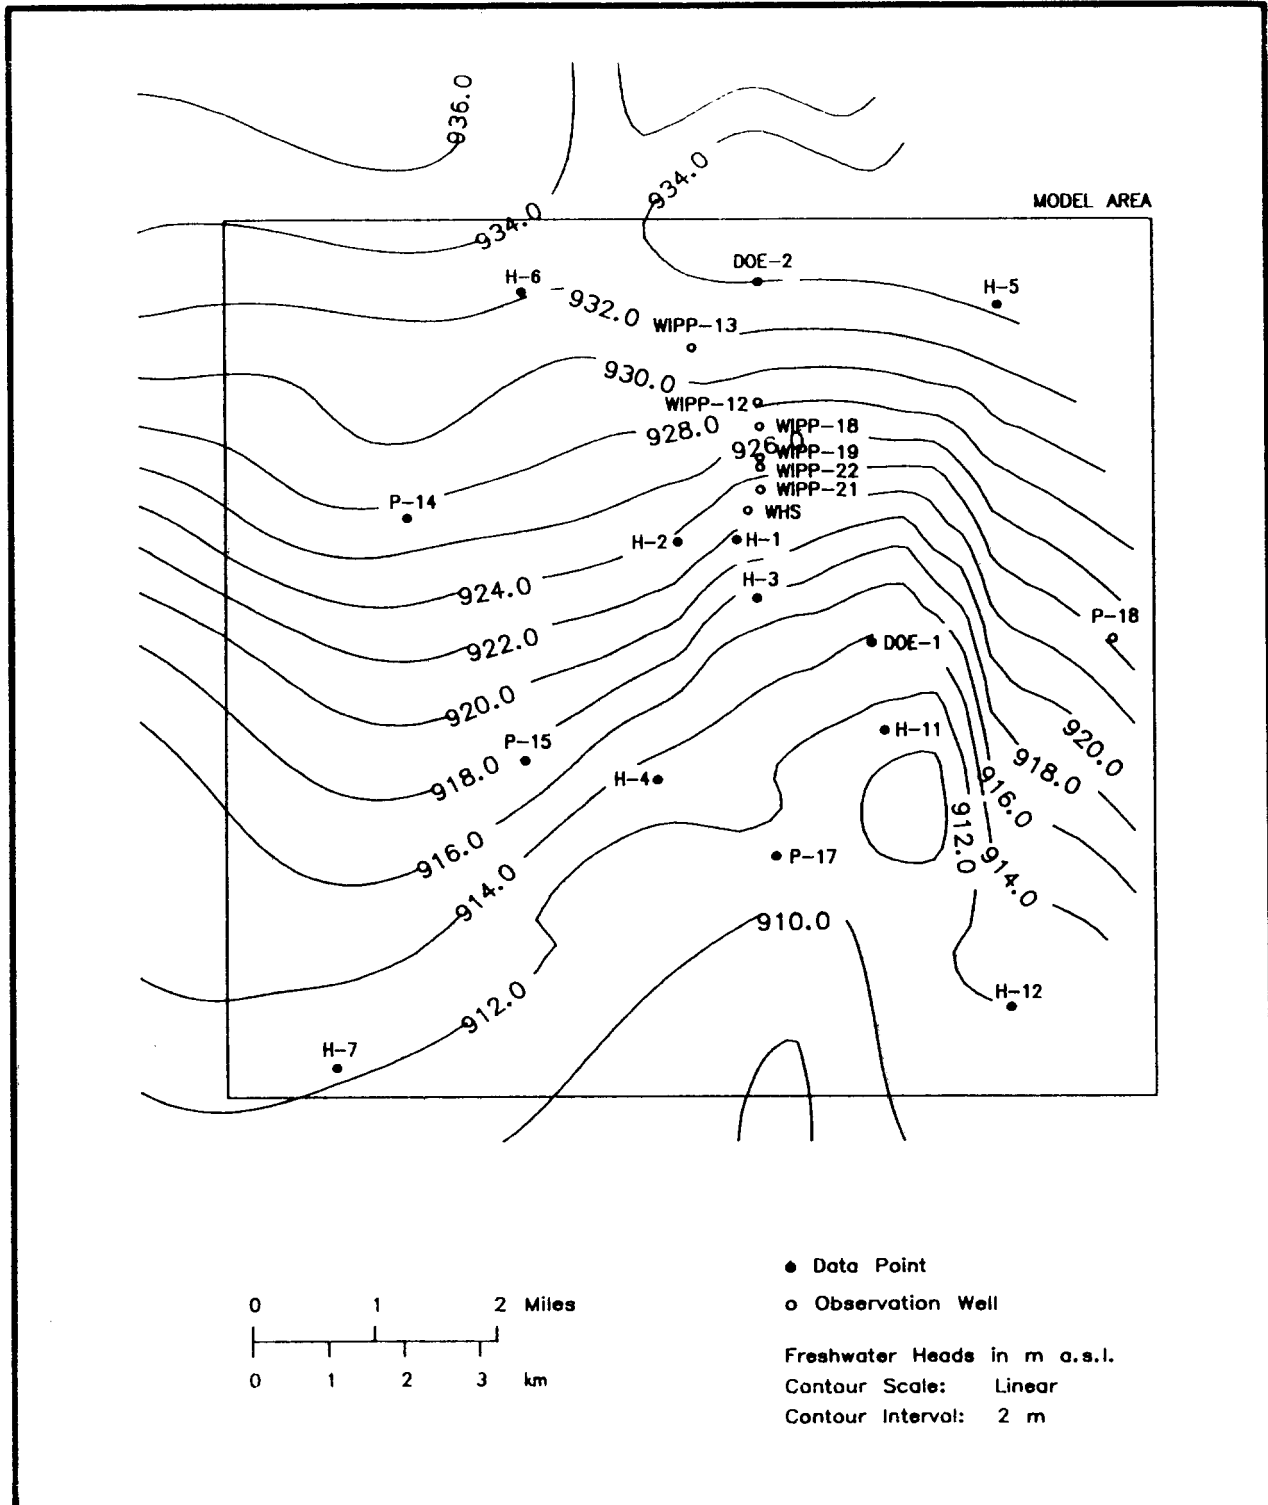 936.0
934.0
MODEL AREA
934.0
DOE-2
H-6
H-5
932.0
WIPP-13
930.0
WIPP-12
928.0
WIPP-18
926.0
WIPP-19
WIPP-22
WIPP-21
P-14
WHS
H-2
H-1
H-3
924.0
P-18
922.0
DOE-1
920.0
H-11
920.0
P-15
918.0
918.0
H-4
916.0
912.0
916.0
P-17
914.0
914.0
910.0
H-12
912.0
H-7
Data Point
0 1 2 Miles
Observation Well
Freshwater Heads in m a.s.l.
0 1 2 3 km
Contour Scale: Linear
Contour Interval: 2 m